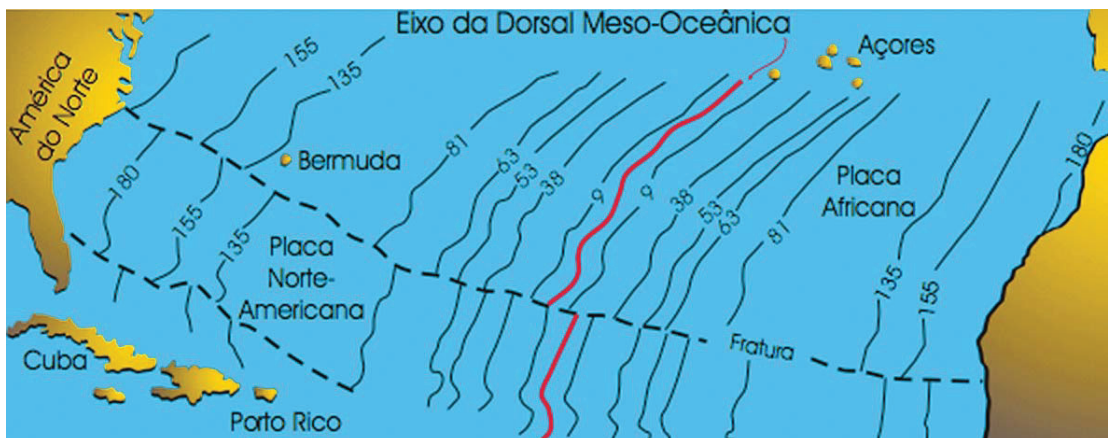 Eixo da Dorsal Meso-Oceânica
Açores
América
do Norte
155
135
Bermuda
180
155
135
81
63
53
38
9
9
38
53
63
81
135
155
180
Placa
Africana
Placa
Norte-
Americana
Fratura
Cuba
Porto Rico